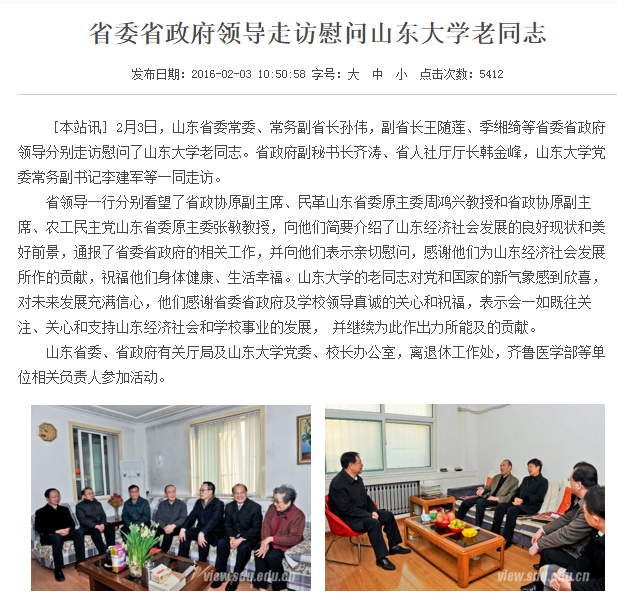 省委省政府领导走访慰问山东大学老同志
发布日期：2016-02-03 10:50:58 字号：大 中 小 点击次数：5412
[本站讯] 2月3日，山东省委常委、常务副省长孙伟，副省长王随莲、季缃绮等省委省政府
领导分别走访慰问了山东大学老同志。省政府副秘书长齐涛、省人社厅厅长韩金峰，山东大学党
委常务副书记李建军等一同走访。
省领导一行分别看望了省政协原副主席、民革山东省委原主委周鸿兴教授和省政协原副主
席、农工民主党山东省委原主委张敏教授，向他们简要介绍了山东经济社会发展的良好现状和美
好前景，通报了省委省政府的相关工作，并向他们表示亲切慰问，感谢他们为山东经济社会发展
所作的贡献，祝福他们身体健康、生活幸福。山东大学的老同志对党和国家的新气象感到欣喜，
对未来发展充满信心，他们感谢省委省政府及学校领导真诚的关心和祝福，表示会一如既往关
注、关心和支持山东经济社会和学校事业的发展， 并继续为此作出力所能及的贡献。
山东省委、省政府有关厅局及山东大学党委、校长办公室，离退休工作处，齐鲁医学部等单
位相关负责人参加活动。
view.sdu.edu.cn
view.sdu.edu.cn